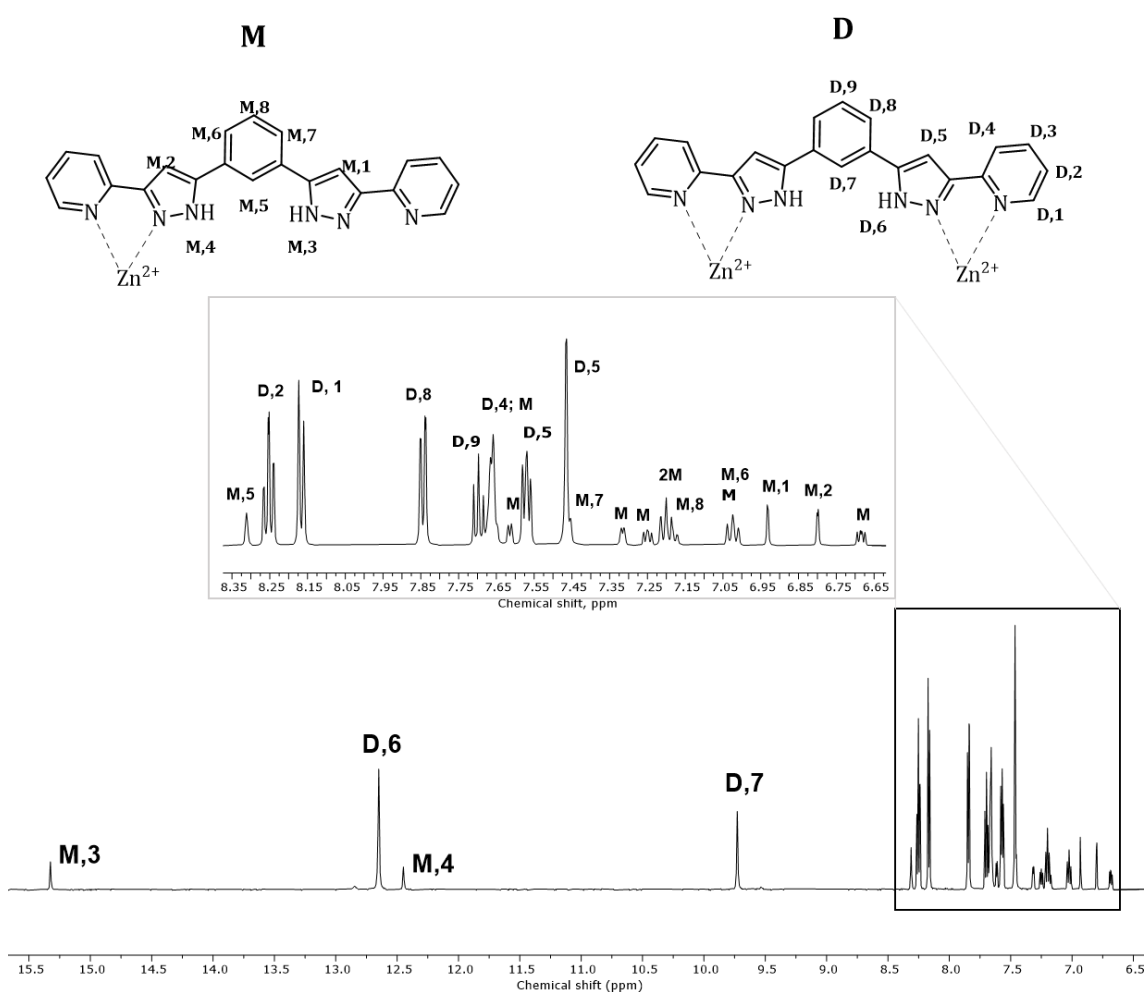 M
D
M,8
M,6
M,7
M,2
M,1
M,5
M,4
M,3
N
N
NH
HN
N
N
Zn2+
D,9
D,8
D,5
D,4
D,3
D,2
D,7
D,1
D,6
N
N
NH
HN
N
N
Zn2+
Zn2+
M,5
D,2
D, 1
D,8
D,9
D,4; M
M
D,5
D,5
M,7
M
M
2M
M,8
M,6
M
M,1
M,2
M
8.35 8.25 8.15 8.05 7.95 7.85 7.75 7.65 7.55 7.45 7.35 7.25 7.15 7.05 6.95 6.85 6.75 6.65
Chemical shift, ppm
M,3
D,6
M,4
D,7
15.5 15.0 14.5 14.0 13.5 13.0 12.5 12.0 11.5 11.0 10.5 10.0 9.5 9.0 8.5 8.0 7.5 7.0 6.5
Chemical shift (ppm)